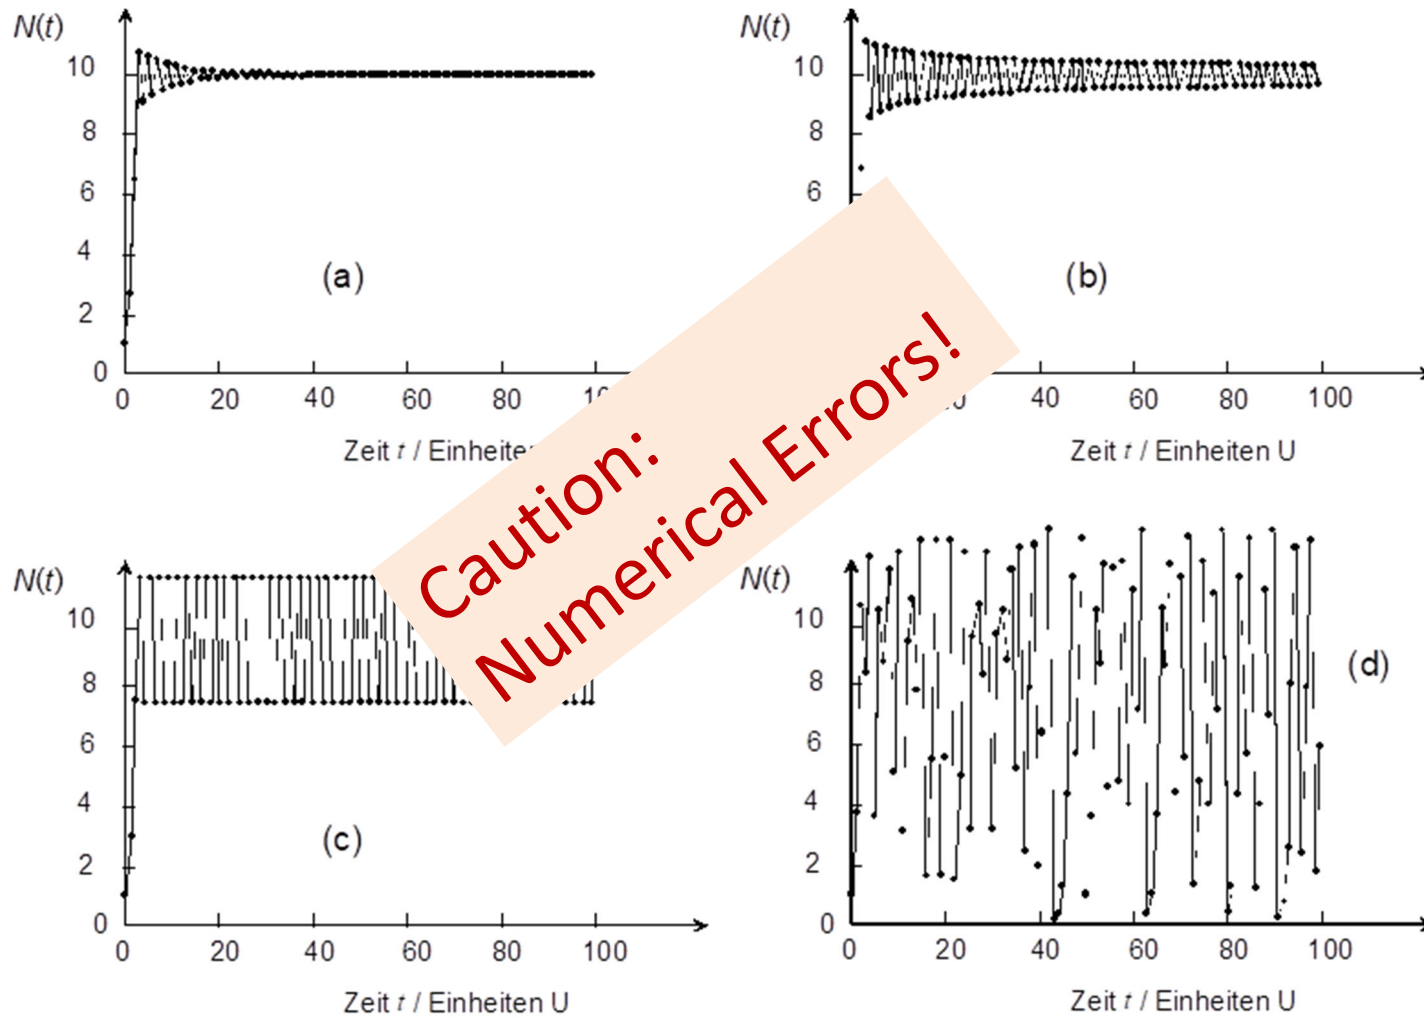 N(t)
10
8
6
4
2
0
0 20 40 60 80
Zeit t / Einheiten
(a)
N(t)
10
8
6
40 60 80 100
Zeit t / Einheiten U
(b)
Caution:
Numerical Errors!
N(t)
10
8
6
4
2
0
0 20 40 60 80 100
Zeit t / Einheiten U
(c)
N(t)
10
8
6
4
2
0
0 20 40 60 80 100
Zeit t / Einheiten U
(d)